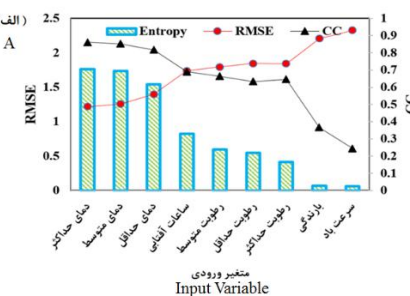 ( الف
A
Entropy RMSE CC
2.5
2
1.5
1
0.5
0
RMSE
1
0.9
0.8
0.7
0.6
0.5
0.4
0.3
0.2
0.1
0
CC
دمای حداکثر
دمای متوسط
دمای حداقل
ساعات آفتابی
رطوبت متوسط
رطوبت حداقل
رطوبت حداکثر
بارندگی
سرعت باد
متغیر ورودی
Input Variable